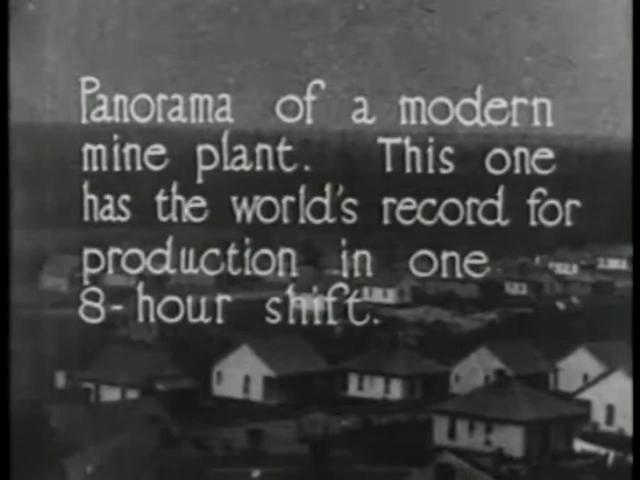 Panorama of a modern
mine plant. This one
has the world's record for
production in one
8-hour shift.